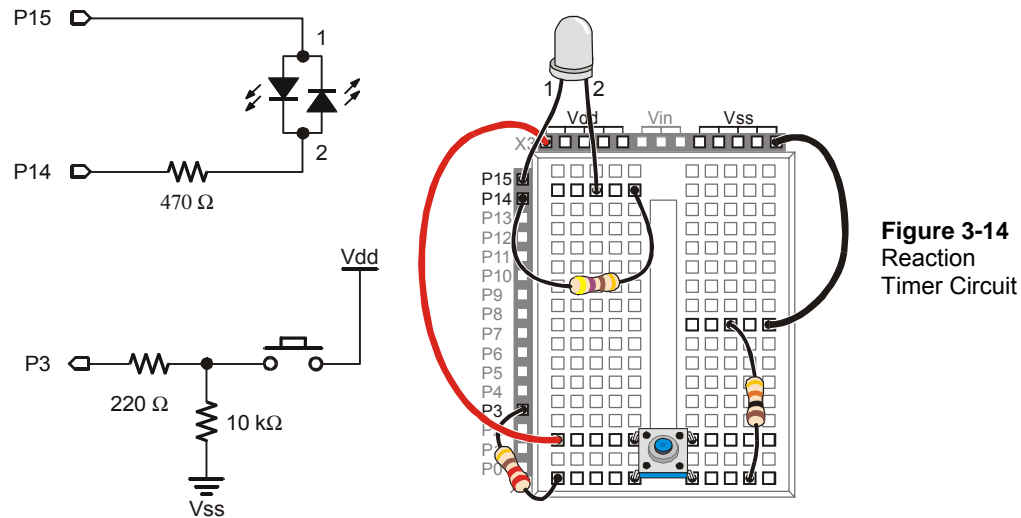 P15
1
2
P14
470 Ω
Vdd
P3
220 Ω
10 kΩ
Vss
1 2
Vdd Vin Vss
X3
P15
P14
P13
P12
P11
P10
P9
P8
P7
P6
P5
P4
P3
P0
Figure 3-14
Reaction
Timer Circuit